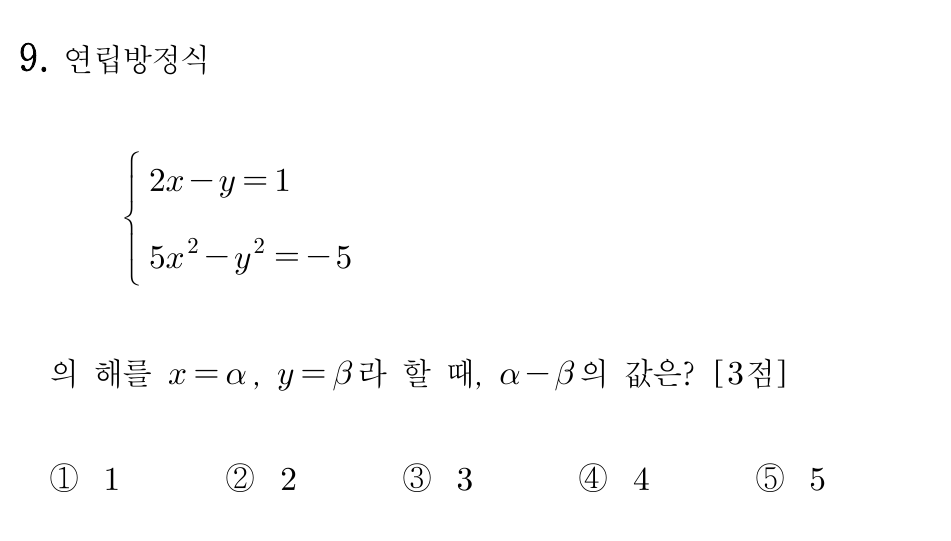 9. 연립방정식
2x − y = 1
5x² − y² = −5
의 해를 x = α, y = β라 할 때, α − β의 값은? [3점]
① 1 ② 2 ③ 3 ④ 4 ⑤ 5